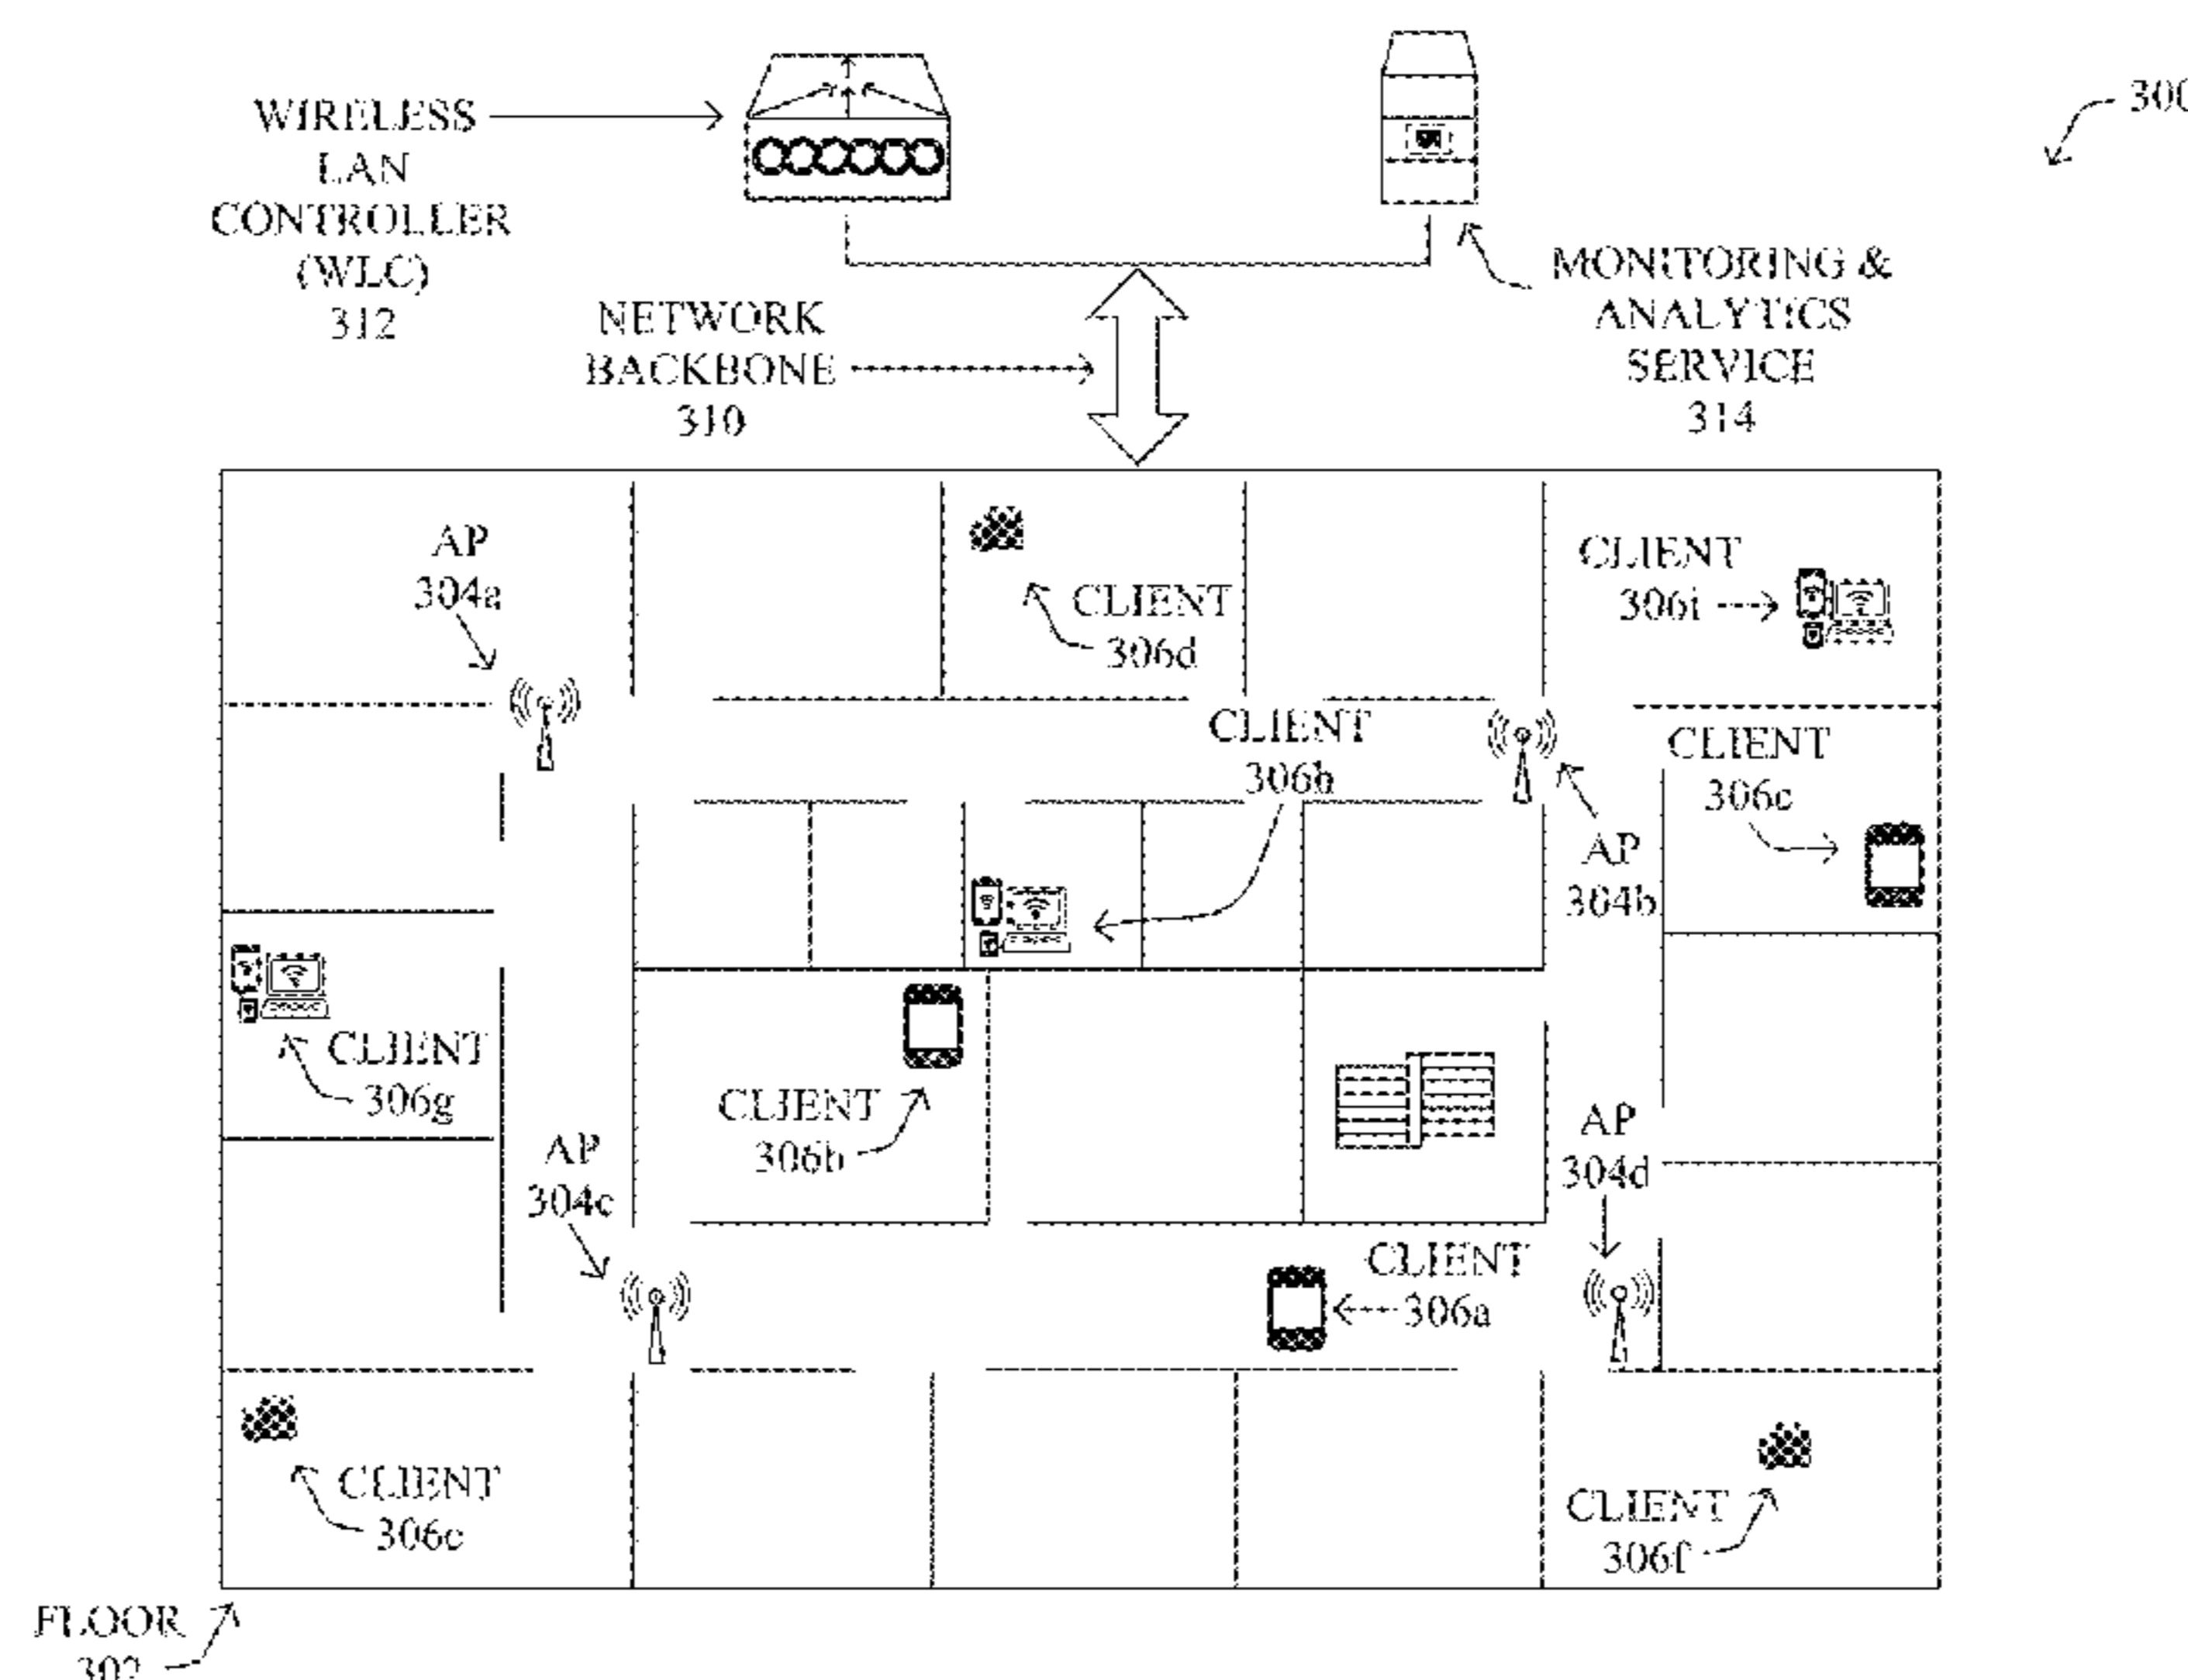 300
WIRELESS
LAN
CONTROLLER
(WLC)
312
MONITORING &
ANALYTICS
SERVICE
314
NETWORK
BACKBONE
310
AP
304a
CLIENT
306d
CLIENT
306i
CLIENT
306h
CLIENT
306c
AP
304b
CLIENT
306g
CLIENT
306b
AP
304c
AP
304d
CLIENT
306a
CLIENT
306e
CLIENT
306f
FLOOR
302